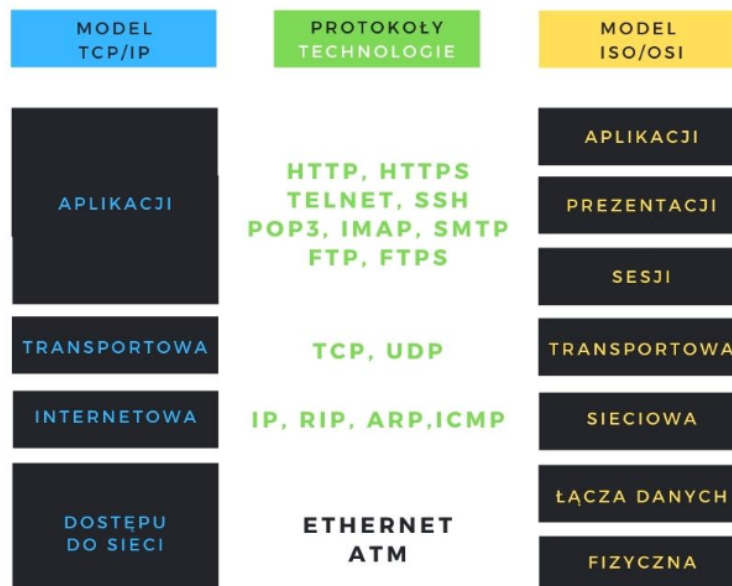 MODEL
TCP/IP
PROTOKOŁY
TECHNOLOGIE
MODEL
ISO/OSI
APLIKACJI
HTTP, HTTPS
TELNET, SSH
POP3, IMAP, SMTP
FTP, FTPS
APLIKACJI
PREZENTACJI
SESJI
TRANSPORTOWA
TCP, UDP
TRANSPORTOWA
INTERNETOWA
IP, RIP, ARP,ICMP
SIECIOWA
DOSTĘPU
DO SIECI
ETHERNET
ATM
ŁĄCZA DANYCH
FIZYCZNA